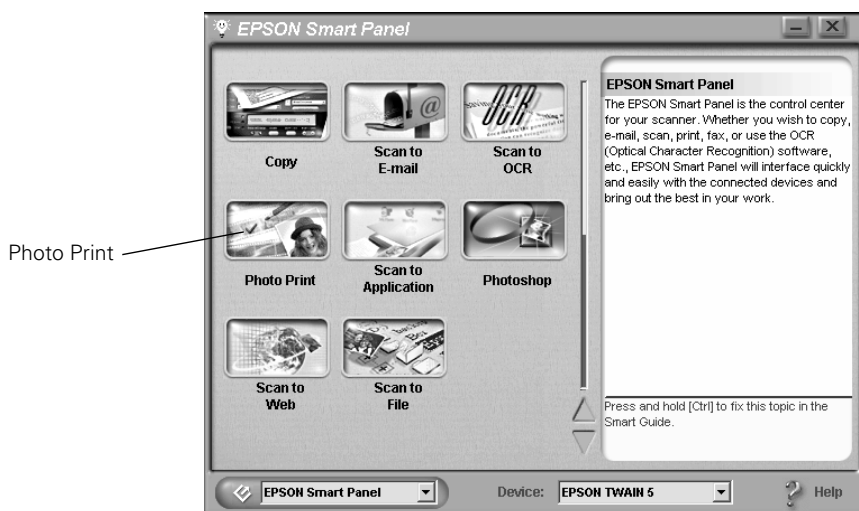 EPSON Smart Panel
Copy
Scan to
E-mail
Scan to
OCR
Photo Print
Photo Print
Scan to
Application
Photoshop
Scan to
Web
Scan to
File
EPSON Smart Panel
The EPSON Smart Panel is the control center
for your scanner. Whether you wish to copy,
e-mail, scan, print, fax, or use the OCR
(Optical Character Recognition) software,
etc., EPSON Smart Panel will interface quickly
and easily with the connected devices and
bring out the best in your work.
Press and hold [Ctrl] to fix this topic in the
Smart Guide.
EPSON Smart Panel
Device:
EPSON TWAIN 5
Help